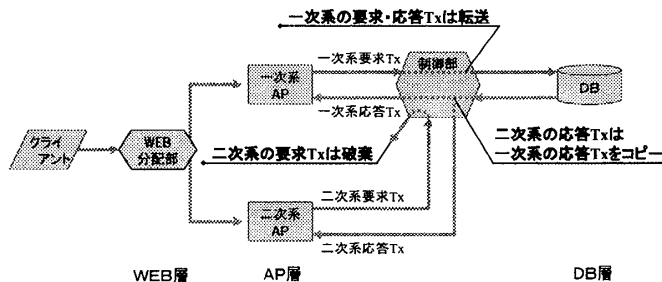 一次系の要求・応答Txは転送
一次系要求Tx
制御部
一次系
AP
DB
一次系応答Tx
クライ
アント
WEB
分配部
二次系の要求Txは破棄
二次系の応答Txは
一次系の応答Txをコピー
二次系要求Tx
二次系
AP
二次系応答Tx
WEB層
AP層
DB層